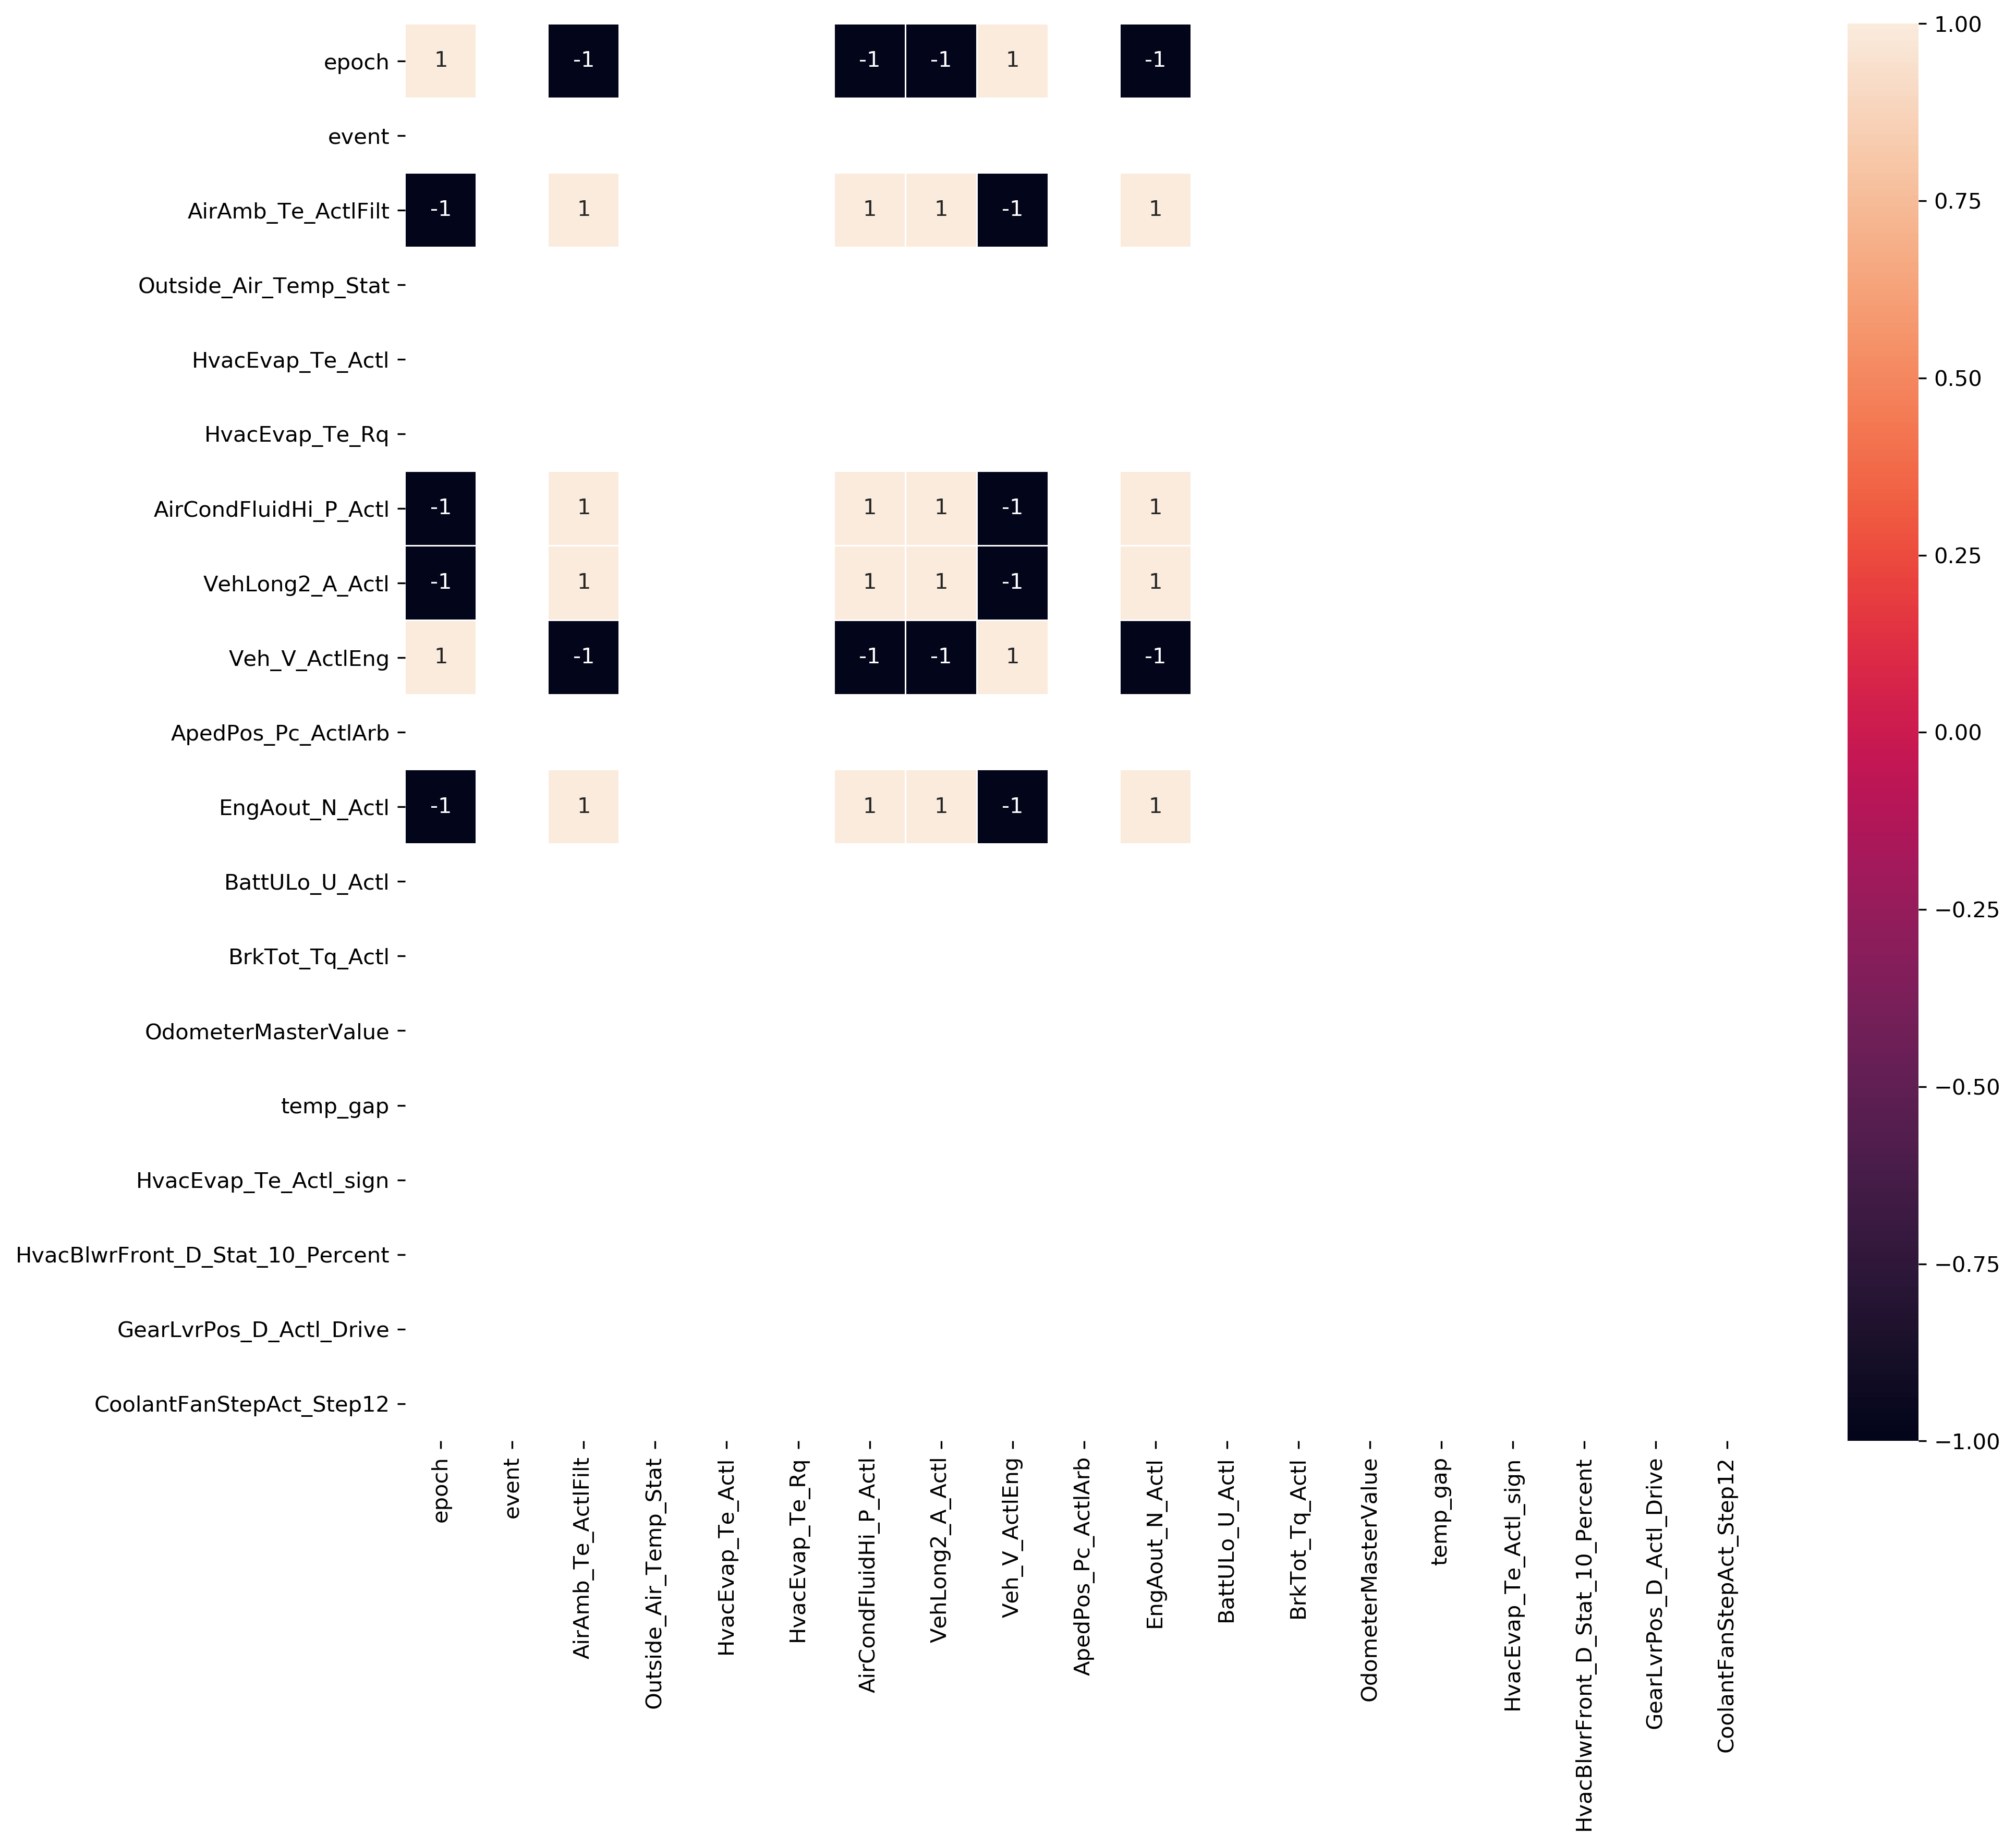 epoch 1 -1 -1 -1 1 -1
event
AirAmb_Te_ActlFilt -1 1 1 1 -1 1
Outside_Air_Temp_Stat
HvacEvap_Te_Actl
HvacEvap_Te_Rq
AirCondFluidHi_P_Actl -1 1 1 1 -1 1
VehLong2_A_Actl -1 1 1 1 -1 1
Veh_V_ActlEng 1 -1 -1 -1 1 -1
ApedPos_Pc_ActlArb
EngAout_N_Actl -1 1 1 1 -1 1
BattULo_U_Actl
BrkTot_Tq_Actl
OdometerMasterValue
temp_gap
HvacEvap_Te_Actl_sign
HvacBlwrFront_D_Stat_10_Percent
GearLvrPos_D_Actl_Drive
CoolantFanStepAct_Step12
epoch
event
AirAmb_Te_ActlFilt
Outside_Air_Temp_Stat
HvacEvap_Te_Actl
HvacEvap_Te_Rq
AirCondFluidHi_P_Actl
VehLong2_A_Actl
Veh_V_ActlEng
ApedPos_Pc_ActlArb
EngAout_N_Actl
BattULo_U_Actl
BrkTot_Tq_Actl
OdometerMasterValue
temp_gap
HvacEvap_Te_Actl_sign
HvacBlwrFront_D_Stat_10_Percent
GearLvrPos_D_Actl_Drive
CoolantFanStepAct_Step12
1.00
0.75
0.50
0.25
0.00
−0.25
−0.50
−0.75
−1.00